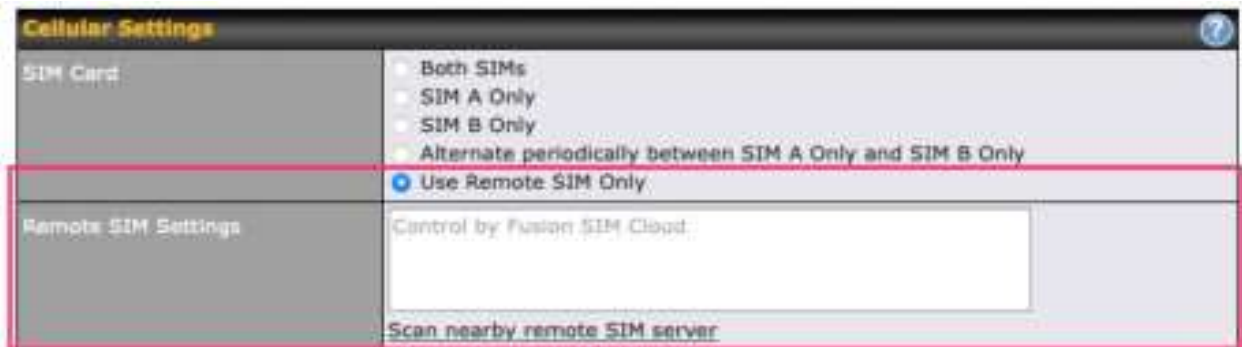 Cellular Settings
?
SIM Card
Both SIMs
SIM A Only
SIM B Only
Alternate periodically between SIM A Only and SIM B Only
Use Remote SIM Only
Remote SIM Settings
Control by Fusion SIM Cloud
Scan nearby remote SIM server